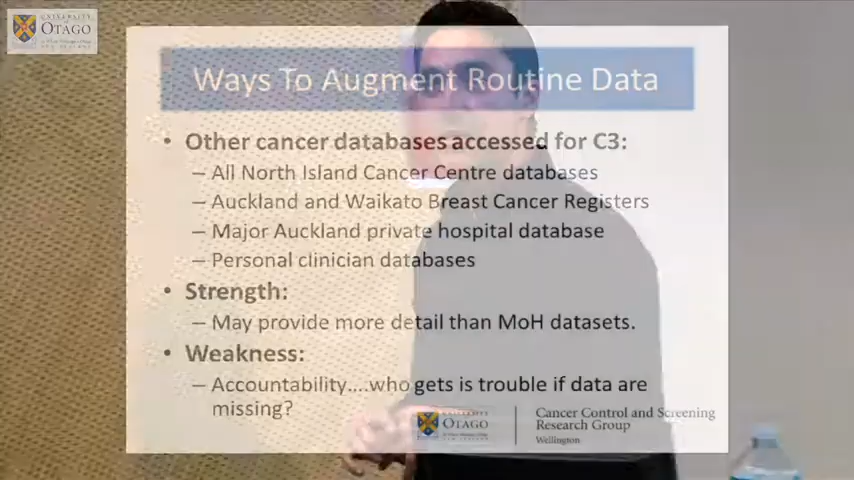 UNIVERSITY
of
OTAGO
NEW ZEALAND
Ways To Augment Routine Data
• Other cancer databases accessed for C3:
– All North Island Cancer Centre databases
– Auckland and Waikato Breast Cancer Registers
– Major Auckland private hospital database
– Personal clinician databases
• Strength:
– May provide more detail than MoH datasets.
• Weakness:
– Accountability....who gets is trouble if data are
missing?
OTAGO
Cancer Control and Screening
Research Group
Wellington